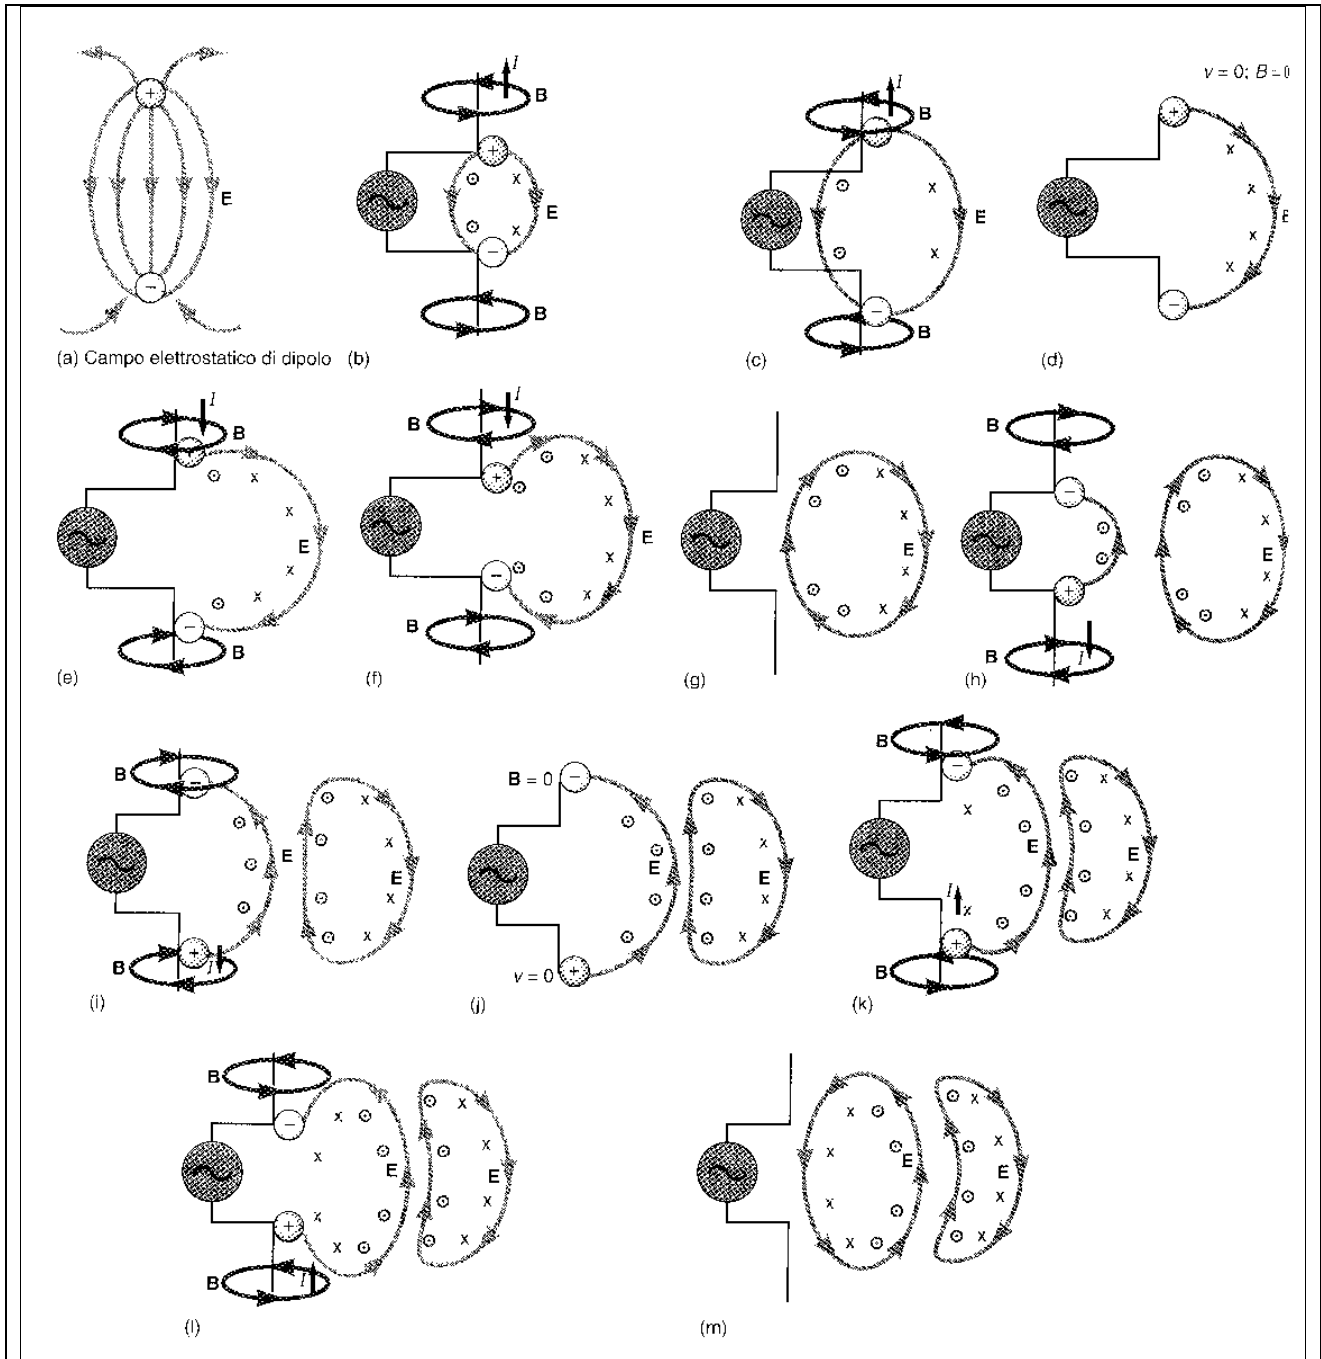 I
v = 0; B = 0
+
B
+
+
+
B
E
E
E
E
B
B
(a) Campo elettrostatico di dipolo (b)
(c)
(d)
I
I
B
B
B
+
E
E
E
E
B
B
B
I
(e)
(f)
(g)
(h)
B
B
B = 0
E
E
E
E
E
E
I
B
I
v = 0
B
(i)
(j)
(k)
B
E
E
E
E
B
I
(l)
(m)